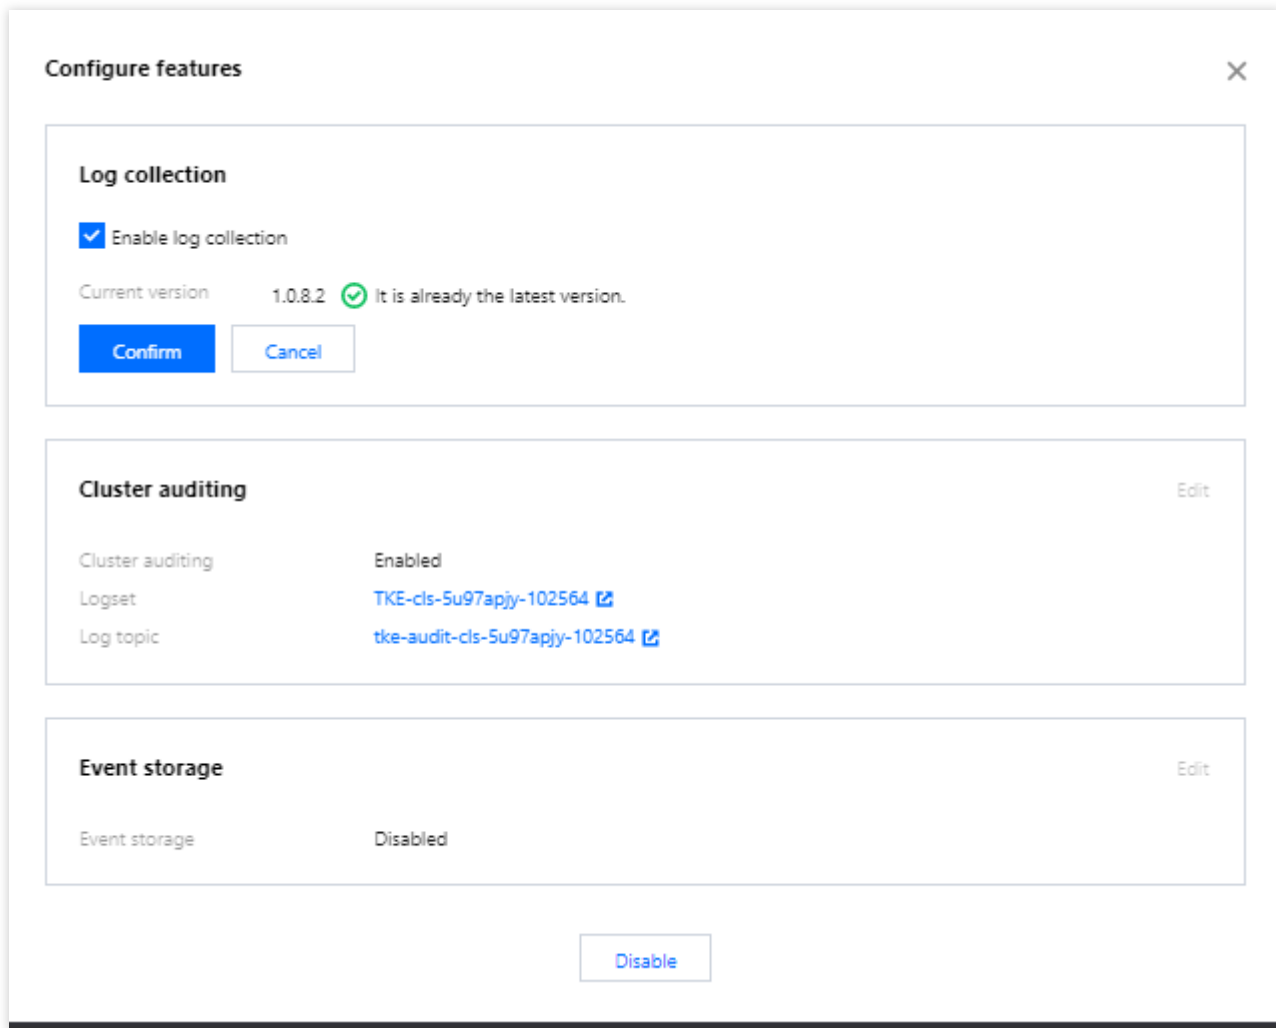 Configure features
Log collection
Enable log collection
Current version 1.0.8.2 It is already the latest version.
Confirm Cancel
Cluster auditing Edit
Cluster auditing Enabled
Logset TKE-cls-5u97apjy-102564
Log topic tke-audit-cls-5u97apjy-102564
Event storage Edit
Event storage Disabled
Disable